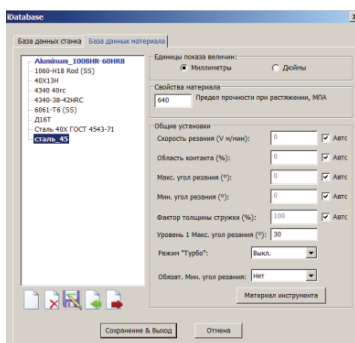 iDatabase
База данных станка
База данных материала
Aluminum_100BHN-60HRB
1060-H18 Rod (SS)
40X13H
4340 40rc
4340-38-42HRC
6061-T6 (SS)
Д16Т
Сталь 40Х ГОСТ 4543-71
сталь_45
Единицы показа величин:
Миллиметры
Дюймы
Свойства материала
640 Предел прочности при растяжении, МПА
Общие установки
Скорость резания (V м/мин): 0 Авто
Область контакта (%): 0 Авто
Макс. угол резания (º): 0 Авто
Мин. угол резания (º): 0 Авто
Фактор толщины стружки (%): 100 Авто
Уровень 1 Макс. угол резания (º): 30
Режим "Турбо": Выкл.
Обязат. Мин. угол резания: Нет
Материал инструмента
Сохранение & Выход
Отмена